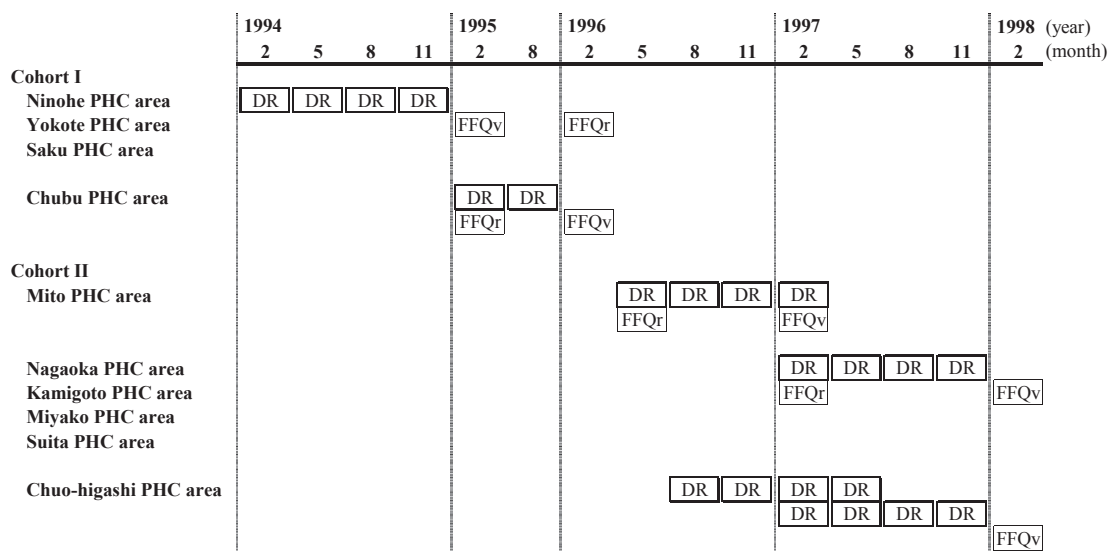 1994 1995 1996 1997 1998 (year)
2 5 8 11 2 8 2 5 8 11 2 5 8 11 2 (month)
Cohort I
Ninohe PHC area DR DR DR DR
Yokote PHC area FFQv FFQr
Saku PHC area
Chubu PHC area DR DR
FFQr FFQv
Cohort II
Mito PHC area DR DR DR DR
FFQr FFQv
Nagaoka PHC area DR DR DR DR
Kamigoto PHC area FFQr FFQv
Miyako PHC area
Suita PHC area
Chuo-higashi PHC area DR DR DR DR
DR DR DR DR
FFQv